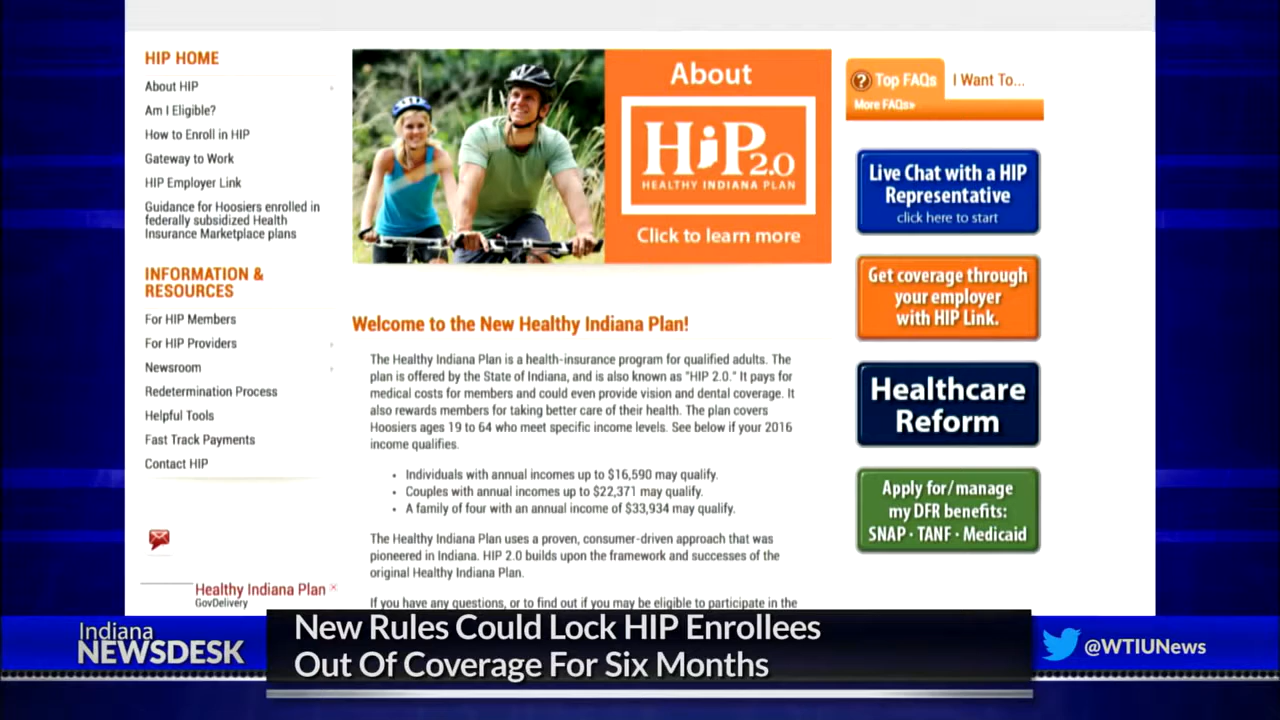 HIP HOME
About HIP
Am I Eligible?
How to Enroll in HIP
Gateway to Work
HIP Employer Link
Guidance for Hoosiers enrolled in
federally subsidized Health
Insurance Marketplace plans
INFORMATION &
RESOURCES
For HIP Members
For HIP Providers
Newsroom
Redetermination Process
Helpful Tools
Fast Track Payments
Contact HIP
Healthy Indiana Plan
GovDelivery
About
HiP 2.0
HEALTHY INDIANA PLAN
Click to learn more
Welcome to the New Healthy Indiana Plan!
The Healthy Indiana Plan is a health-insurance program for qualified adults. The
plan is offered by the State of Indiana, and is also known as "HIP 2.0." It pays for
medical costs for members and could even provide vision and dental coverage. It
also rewards members for taking better care of their health. The plan covers
Hoosiers ages 19 to 64 who meet specific income levels. See below if your 2016
income qualifies.
• Individuals with annual incomes up to $16,590 may qualify.
• Couples with annual incomes up to $22,371 may qualify.
• A family of four with an annual income of $33,934 may qualify.
The Healthy Indiana Plan uses a proven, consumer-driven approach that was
pioneered in Indiana. HIP 2.0 builds upon the framework and successes of the
original Healthy Indiana Plan.
If you have any questions, or to find out if you may be eligible to participate in the
? Top FAQs
I Want To...
More FAQs»
Live Chat with a HIP
Representative
click here to start
Get coverage through
your employer
with HIP Link.
Healthcare
Reform
Apply for/manage
my DFR benefits:
SNAP · TANF · Medicaid
Indiana
NEWSDESK
New Rules Could Lock HIP Enrollees
Out Of Coverage For Six Months
@WTIUNews